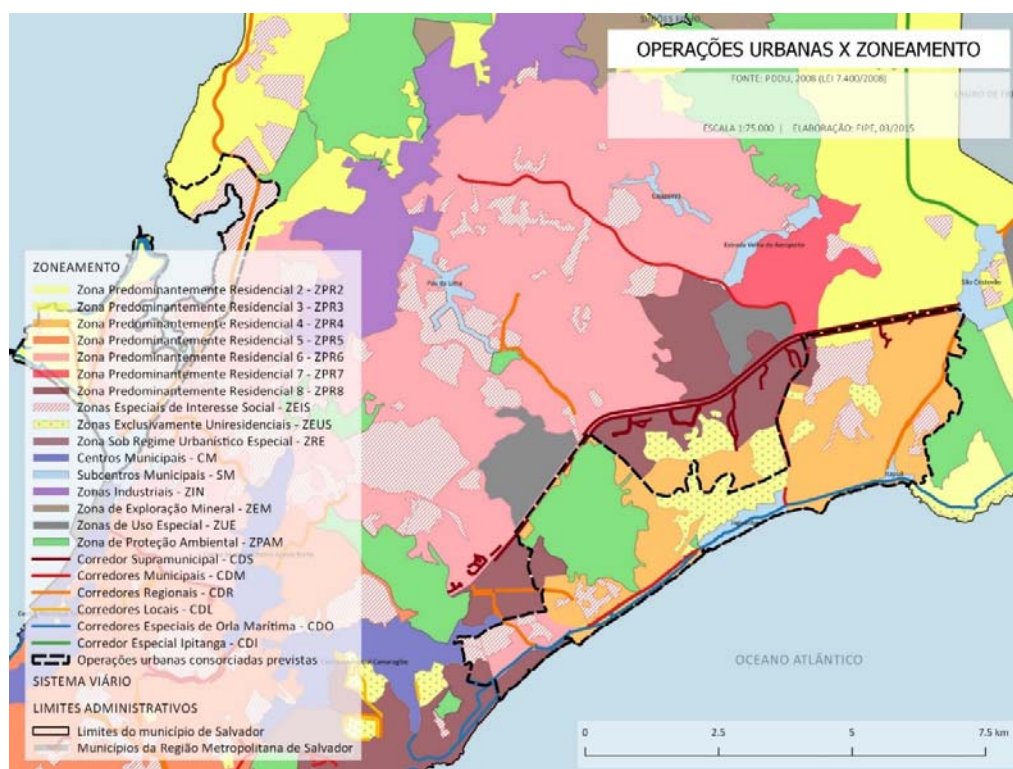 SIMÕES FILHO
OPERAÇÕES URBANAS X ZONEAMENTO
FONTE: PDDU, 2008 (LEI 7.400/2008)
LAURO DE
ESCALA 1:75.000 | ELABORAÇÃO: FIPE, 03/2015
Cajazeiras
Estrada Velha do Aeroporto
Pau da Lima
São Cristóvão
Itapuã
ZONEAMENTO
Zona Predominantemente Residencial 2 - ZPR2
Zona Predominantemente Residencial 3 - ZPR3
Zona Predominantemente Residencial 4 - ZPR4
Zona Predominantemente Residencial 5 - ZPR5
Zona Predominantemente Residencial 6 - ZPR6
Zona Predominantemente Residencial 7 - ZPR7
Zona Predominantemente Residencial 8 - ZPR8
Zonas Especiais de Interesse Social - ZEIS
Zonas Exclusivamente Uniresidenciais - ZEUS
Zona Sob Regime Urbanístico Especial - ZRE
Centros Municipais - CM
Subcentros Municipais - SM
Zonas Industriais - ZIN
Zona de Exploração Mineral - ZEM
Zonas de Uso Especial - ZUE
Zona de Proteção Ambiental - ZPAM
Corredor Supramunicipal - CDS
Corredores Municipais - CDM
Corredores Regionais - CDR
Corredores Locais - CDL
Corredores Especiais de Orla Marítima - CDO
Corredor Especial Ipitanga - CDI
Operações urbanas consorciadas previstas
SISTEMA VIÁRIO
LIMITES ADMINISTRATIVOS
Limites do município de Salvador
Municípios da Região Metropolitana de Salvador
Camaragibe
OCEANO ATLÂNTICO
0 2.5 5 7.5 km